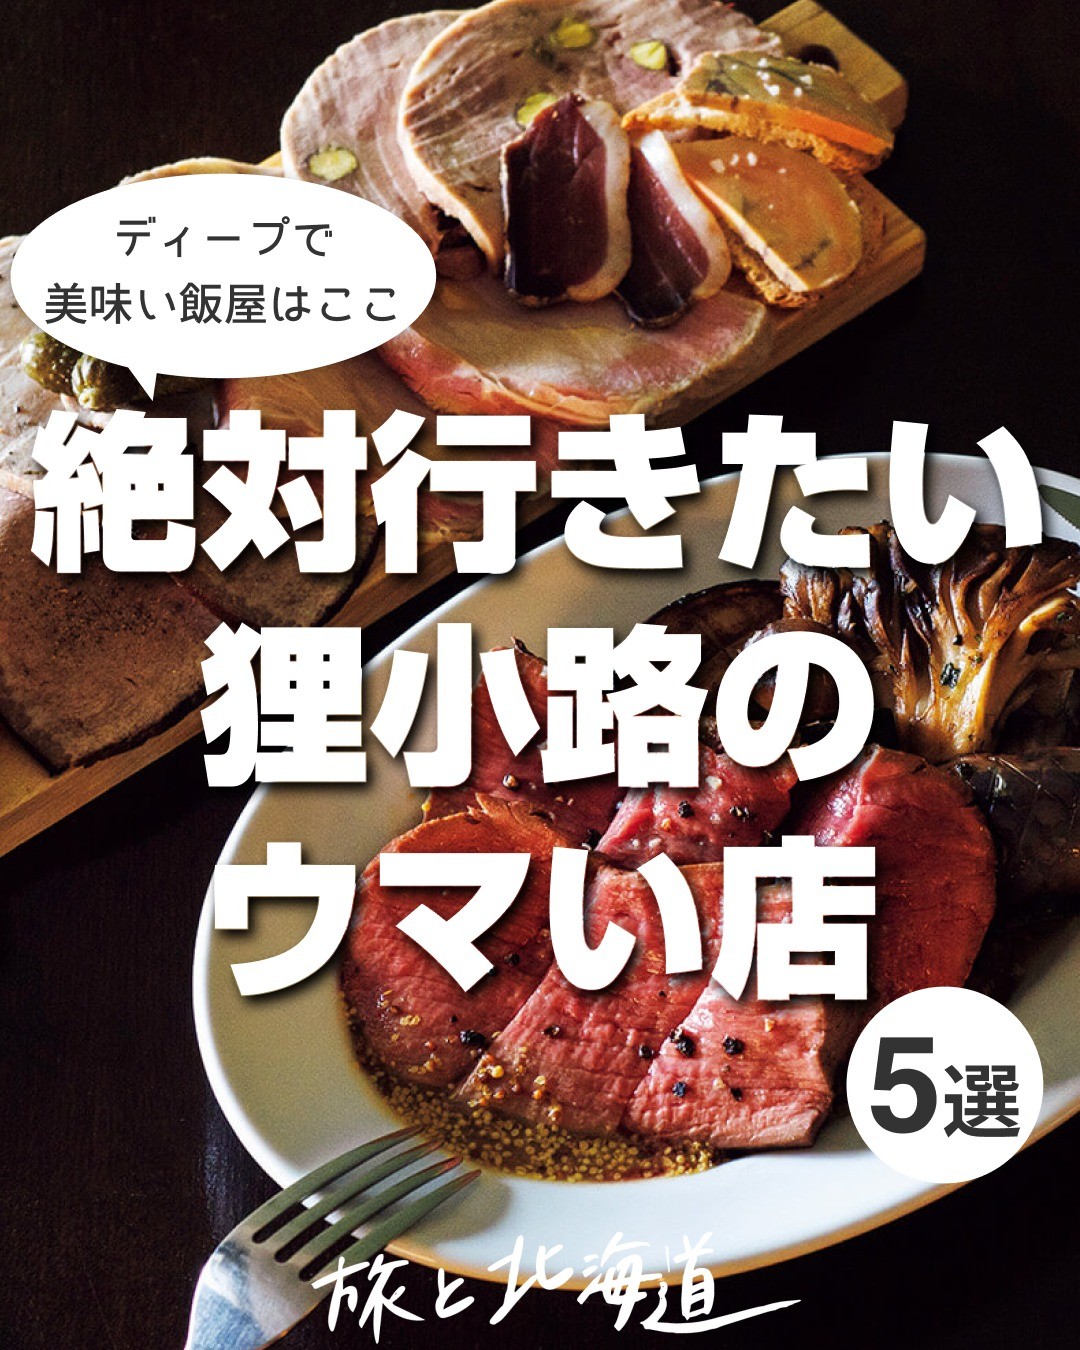 ディープで
美味い飯屋はここ
絶対行きたい
狸小路の
ウマい店
5選
旅と北海道